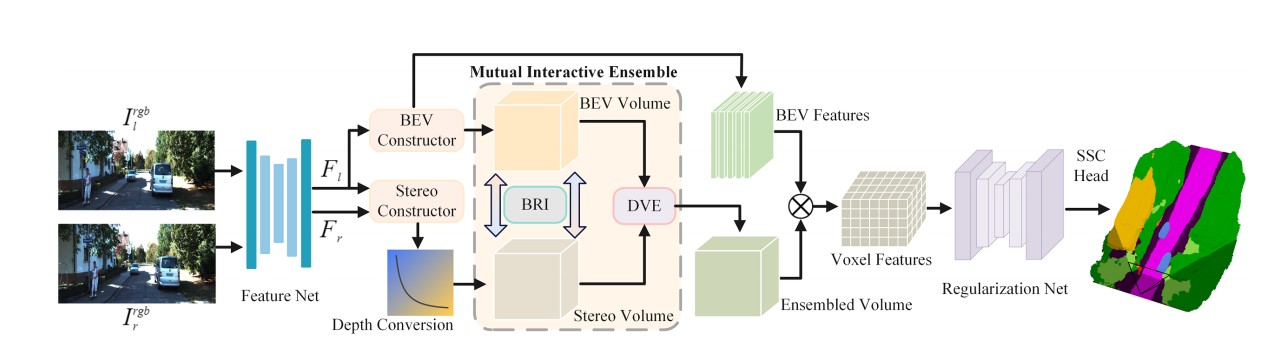 I_l^{rgb}
I_r^{rgb}
Feature Net
F_l
F_r
BEV
Constructor
Stereo
Constructor
Depth Conversion
Mutual Interactive Ensemble
BEV Volume
BRI
DVE
Stereo Volume
BEV Features
Ensembled Volume
Voxel Features
Regularization Net
SSC
Head